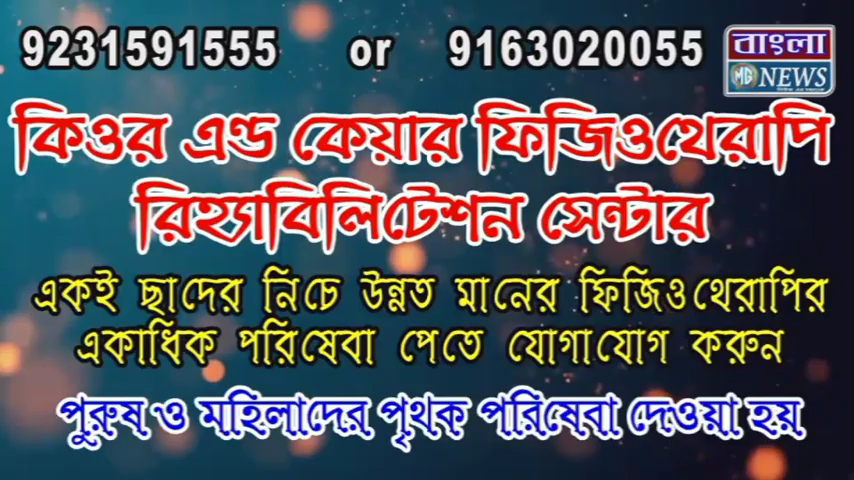 9231591555 or 9163020055
বাংলা
MG NEWS
কিওর এণ্ড কেয়ার ফিজিওথেরাপি
রিহ্যাবিলিটেশন সেন্টার
একই ছাদের নিচে উন্নত মানের ফিজিওথেরাপির
একাধিক পরিষেবা পেতে যোগাযোগ করুন
পুরুষ ও মহিলাদের পৃথক পরিষেবা দেওয়া হয়